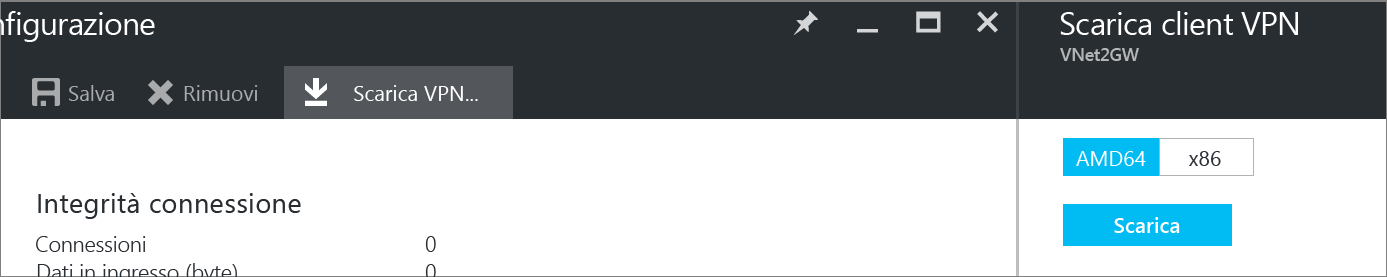 nfigurazione
Salva
Rimuovi
Scarica VPN...
Integrità connessione
Connessioni 0
Dati in ingresso (byte) 0
Scarica client VPN
VNet2GW
AMD64 x86
Scarica